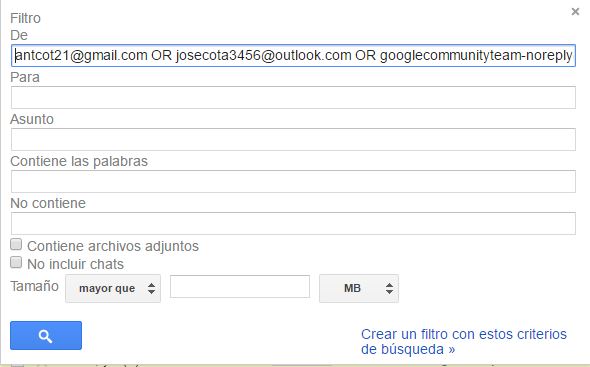 Filtro
De
antcot21@gmail.com OR josecota3456@outlook.com OR googlecommunityteam-noreply
Para
Asunto
Contiene las palabras
No contiene
Contiene archivos adjuntos
No incluir chats
Tamaño mayor que MB
Crear un filtro con estos criterios
de búsqueda »